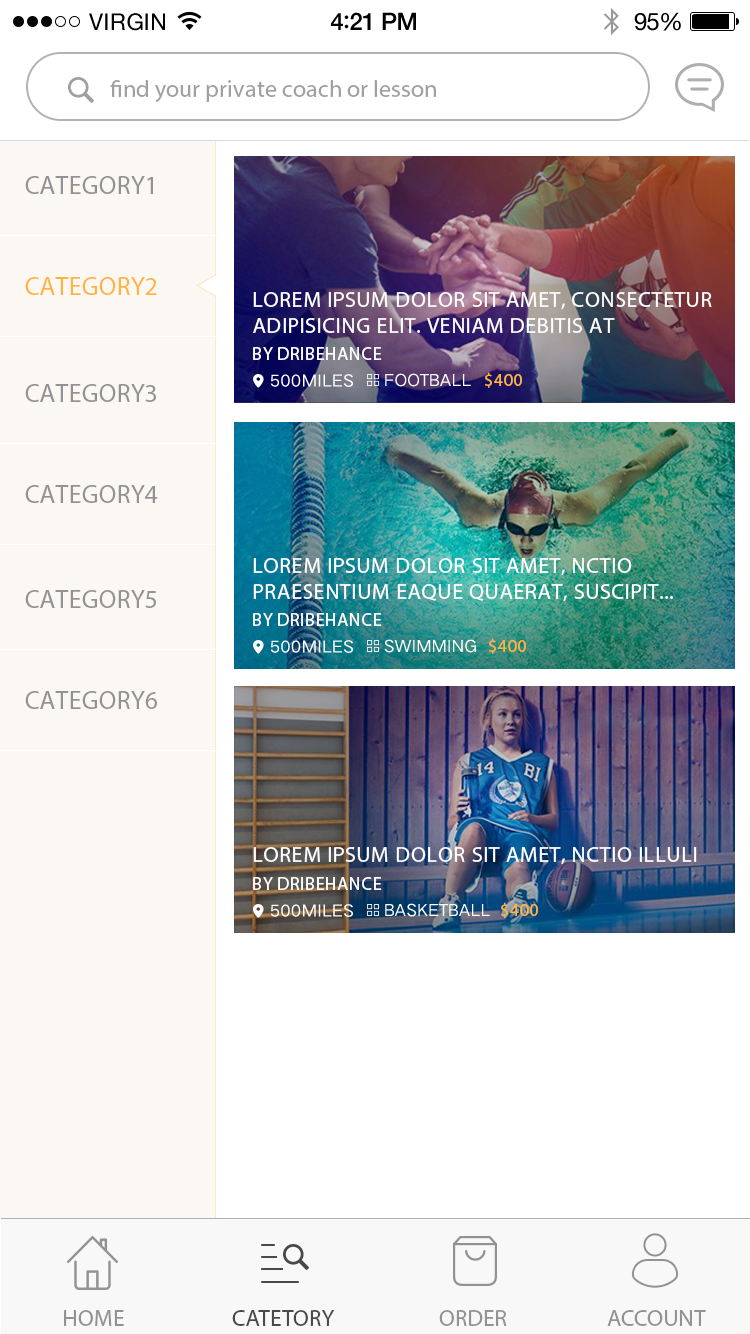 VIRGIN 4:21 PM 95%
find your private coach or lesson
CATEGORY1
CATEGORY2
CATEGORY3
CATEGORY4
CATEGORY5
CATEGORY6
LOREM IPSUM DOLOR SIT AMET, CONSECTETUR
ADIPISICING ELIT. VENIAM DEBITIS AT
BY DRIBEHANCE
500MILES FOOTBALL $400
LOREM IPSUM DOLOR SIT AMET, NCTIO
PRAESENTIUM EAQUE QUAERAT, SUSCIPIT...
BY DRIBEHANCE
500MILES SWIMMING $400
14 BI
LOREM IPSUM DOLOR SIT AMET, NCTIO ILLULI
BY DRIBEHANCE
500MILES BASKETBALL $400
HOME CATETORY ORDER ACCOUNT